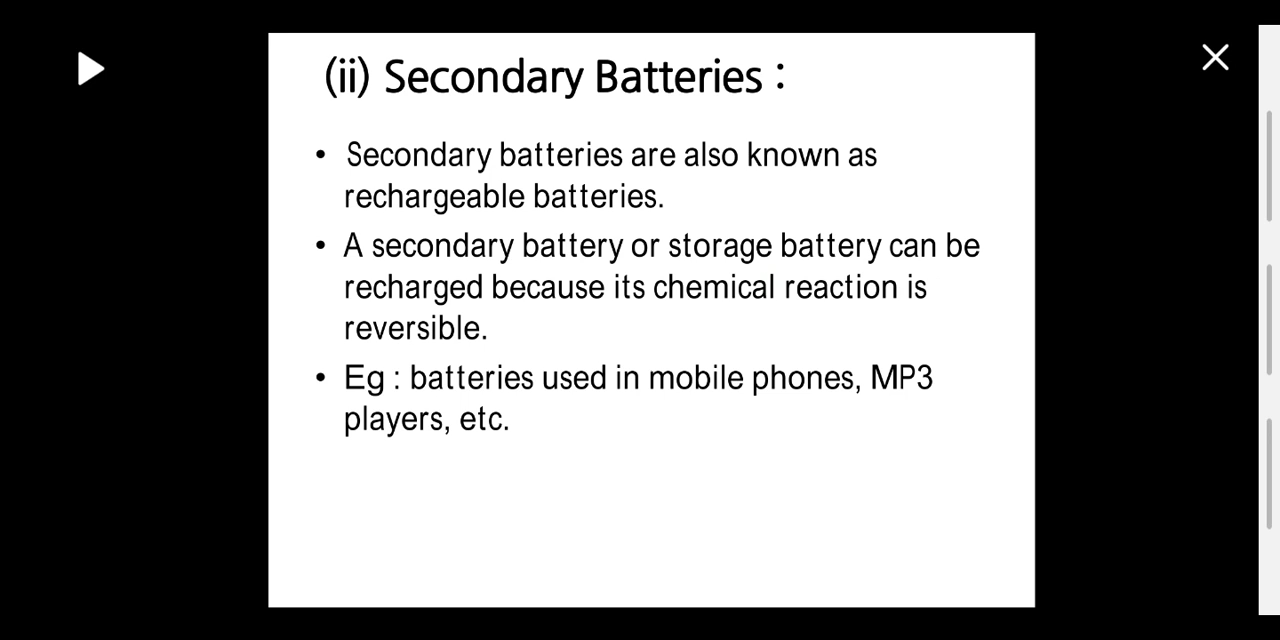 (ii) Secondary Batteries :
• Secondary batteries are also known as
rechargeable batteries.
• A secondary battery or storage battery can be
recharged because its chemical reaction is
reversible.
• Eg : batteries used in mobile phones, MP3
players, etc.